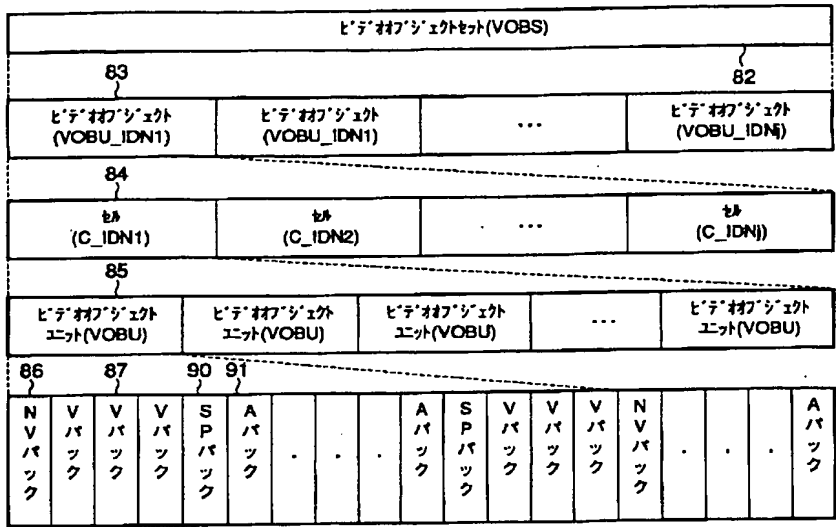 ﾋﾞﾃﾞｵｵﾌﾞｼﾞｪｸﾄｾｯﾄ(VOBS)
83 82
ﾋﾞﾃﾞｵｵﾌﾞｼﾞｪｸﾄ ﾋﾞﾃﾞｵｵﾌﾞｼﾞｪｸﾄ ... ﾋﾞﾃﾞｵｵﾌﾞｼﾞｪｸﾄ
(VOBU_IDN1) (VOBU_IDN1) (VOBU_IDNj)
84
ｾﾙ ｾﾙ ... ｾﾙ
(C_IDN1) (C_IDN2) (C_IDNj)
85
ﾋﾞﾃﾞｵｵﾌﾞｼﾞｪｸﾄ ﾋﾞﾃﾞｵｵﾌﾞｼﾞｪｸﾄ ﾋﾞﾃﾞｵｵﾌﾞｼﾞｪｸﾄ ... ﾋﾞﾃﾞｵｵﾌﾞｼﾞｪｸﾄ
ﾕﾆｯﾄ(VOBU) ﾕﾆｯﾄ(VOBU) ﾕﾆｯﾄ(VOBU) ﾕﾆｯﾄ(VOBU)
86 87 90 91
NVパック
Vパック
Vパック
Vパック
SPパック
Aパック
. . .
Aパック
SPパック
Vパック
Vパック
Vパック
NVパック
. . .
Aパック